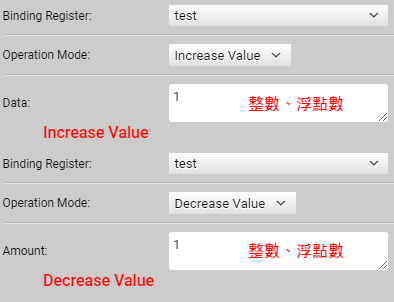 Binding Register: test
Operation Mode: Increase Value
Data: 1 整數、浮點數
Increase Value
Binding Register: test
Operation Mode: Decrease Value
Amount: 1 整數、浮點數
Decrease Value